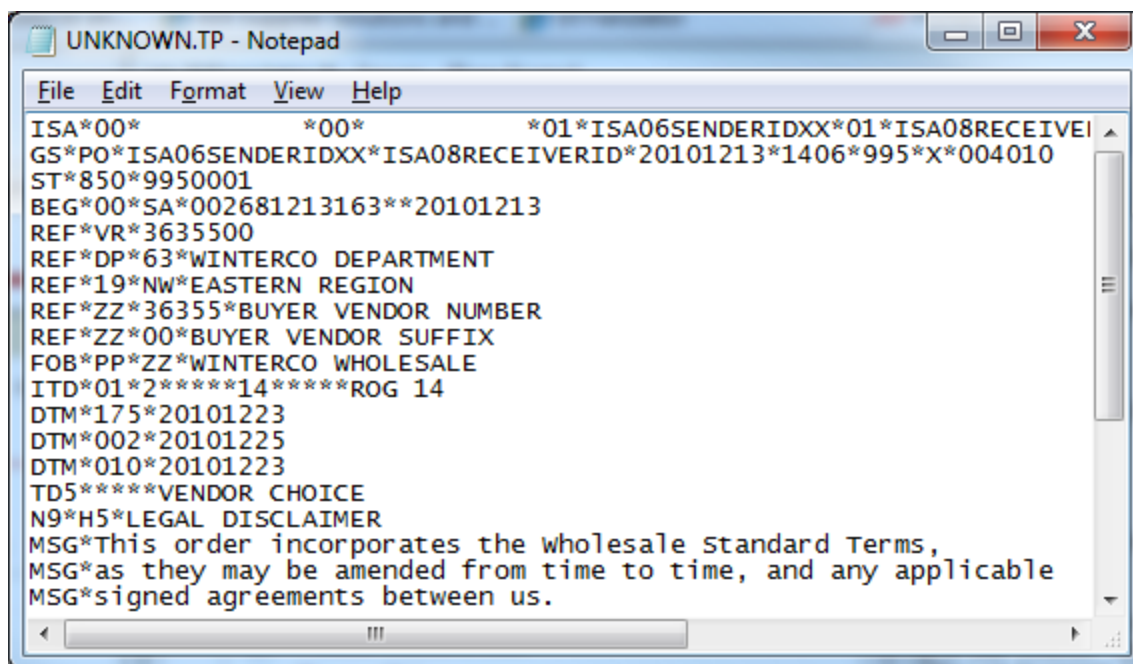 UNKNOWN.TP - Notepad
File Edit Format View Help
ISA*00*          *00*          *01*ISA06SENDERIDXX*01*ISA08RECEIVE
GS*PO*ISA06SENDERIDXX*ISA08RECEIVERID*20101213*1406*995*X*004010
ST*850*9950001
BEG*00*SA*002681213163**20101213
REF*VR*3635500
REF*DP*63*WINTERCO DEPARTMENT
REF*19*NW*EASTERN REGION
REF*ZZ*36355*BUYER VENDOR NUMBER
REF*ZZ*00*BUYER VENDOR SUFFIX
FOB*PP*ZZ*WINTERCO WHOLESALE
ITD*01*2*****14*****ROG 14
DTM*175*20101223
DTM*002*20101225
DTM*010*20101223
TD5*****VENDOR CHOICE
N9*H5*LEGAL DISCLAIMER
MSG*This order incorporates the Wholesale Standard Terms,
MSG*as they may be amended from time to time, and any applicable
MSG*signed agreements between us.